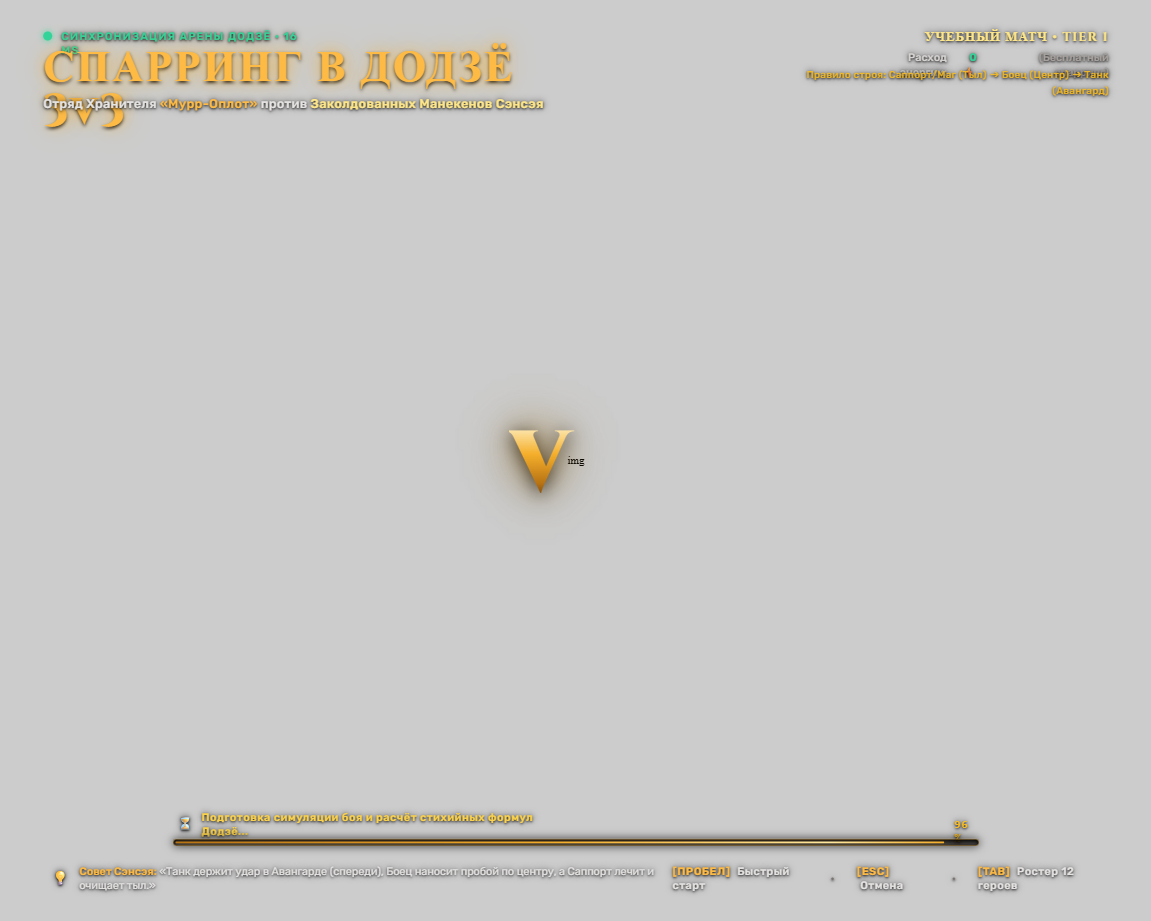 СИНХРОНИЗАЦИЯ АРЕНЫ ДОДЗЁ • 16
MS
СПАРРИНГ В ДОДЗЁ
3V3
Отряд Хранителя «Мурр-Оплот» против Заколдованных Манекенов Сэнсэя
УЧЕБНЫЙ МАТЧ • TIER I
Расход 0 (Бесплатный
Правило строя: Саппорт/Маг (Тыл) ➔ Боец (Центр) ➔ Танк
(Авангард)
V
img
Подготовка симуляции боя и расчёт стихийных формул
Додзё...
96
Совет Сэнсэя: «Танк держит удар в Авангарде (спереди), Боец наносит пробой по центру, а Саппорт лечит и
очищает тыл.»
[ПРОБЕЛ] Быстрый
старт
•
[ESC]
Отмена
•
[TAB] Ростер 12
героев